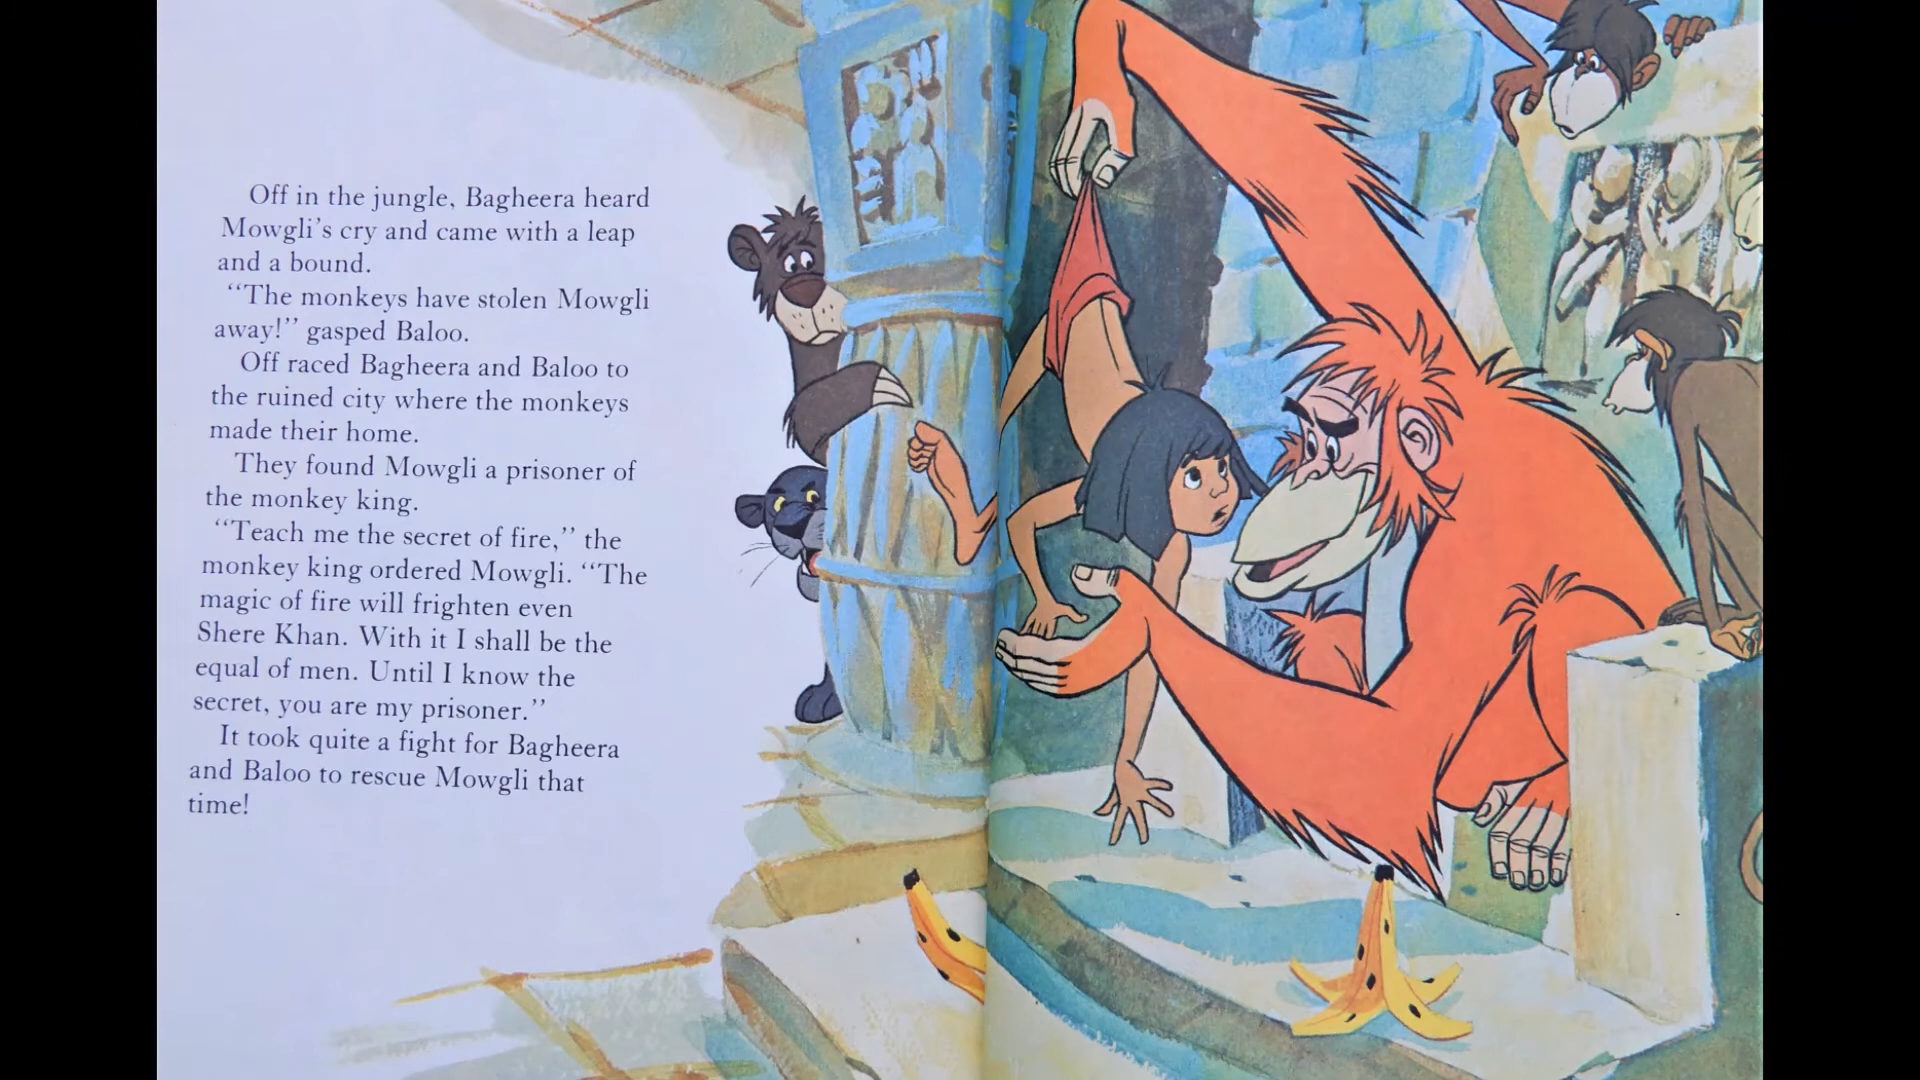 Off in the jungle, Bagheera heard
Mowgli's cry and came with a leap
and a bound.
“The monkeys have stolen Mowgli
away!” gasped Baloo.
Off raced Bagheera and Baloo to
the ruined city where the monkeys
made their home.
They found Mowgli a prisoner of
the monkey king.
“Teach me the secret of fire,” the
monkey king ordered Mowgli. “The
magic of fire will frighten even
Shere Khan. With it I shall be the
equal of men. Until I know the
secret, you are my prisoner.”
It took quite a fight for Bagheera
and Baloo to rescue Mowgli that
time!